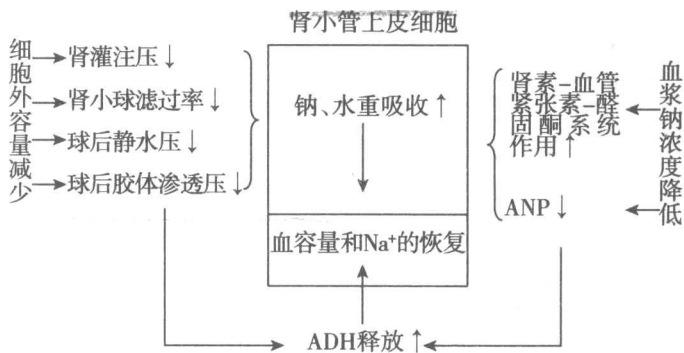 肾小管上皮细胞
细胞外容量减少
肾灌注压↓
肾小球滤过率↓
球后静水压↓
球后胶体渗透压↓
钠、水重吸收↑
血容量和Na⁺的恢复
肾素-血管
紧张素-醛
固酮系统
作用↑
ANP↓
血浆钠浓度降低
ADH释放↑